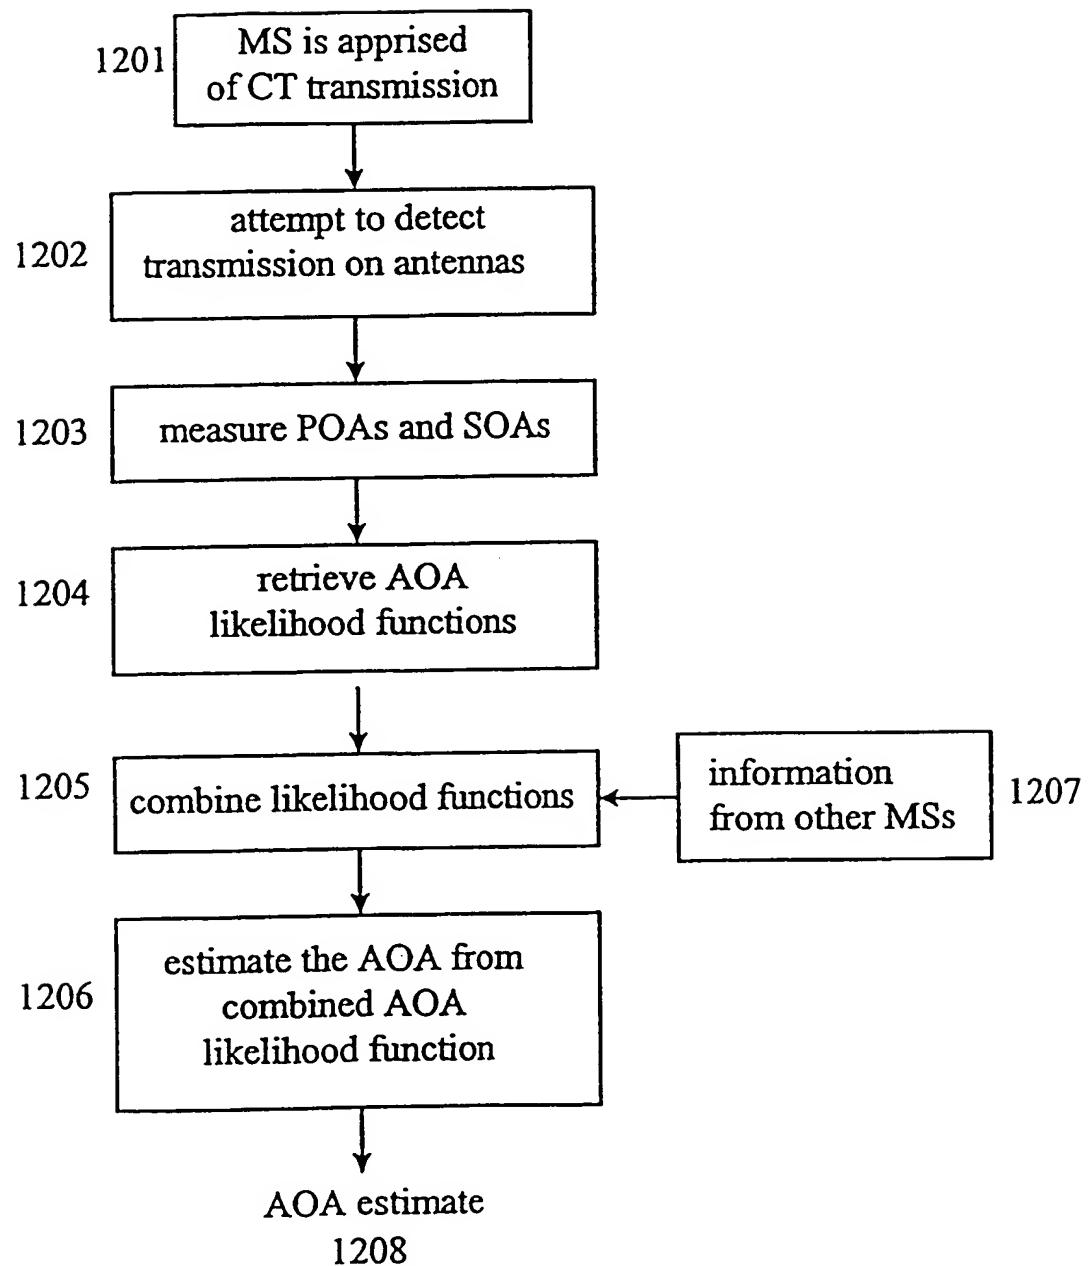 1201
MS is apprised
of CT transmission
1202
attempt to detect
transmission on antennas
1203
measure POAs and SOAs
1204
retrieve AOA
likelihood functions
1205
combine likelihood functions
information
from other MSs
1207
1206
estimate the AOA from
combined AOA
likelihood function
AOA estimate
1208